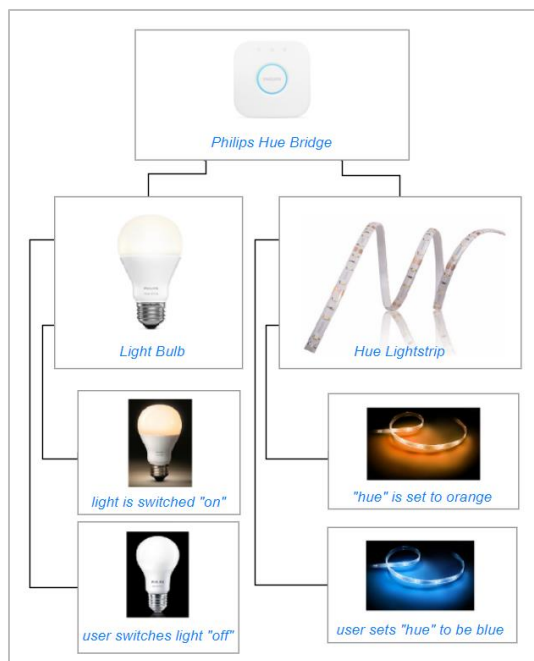 Philips Hue Bridge
Light Bulb
Hue Lightstrip
light is switched "on"
"hue" is set to orange
user switches light "off"
user sets "hue" to be blue